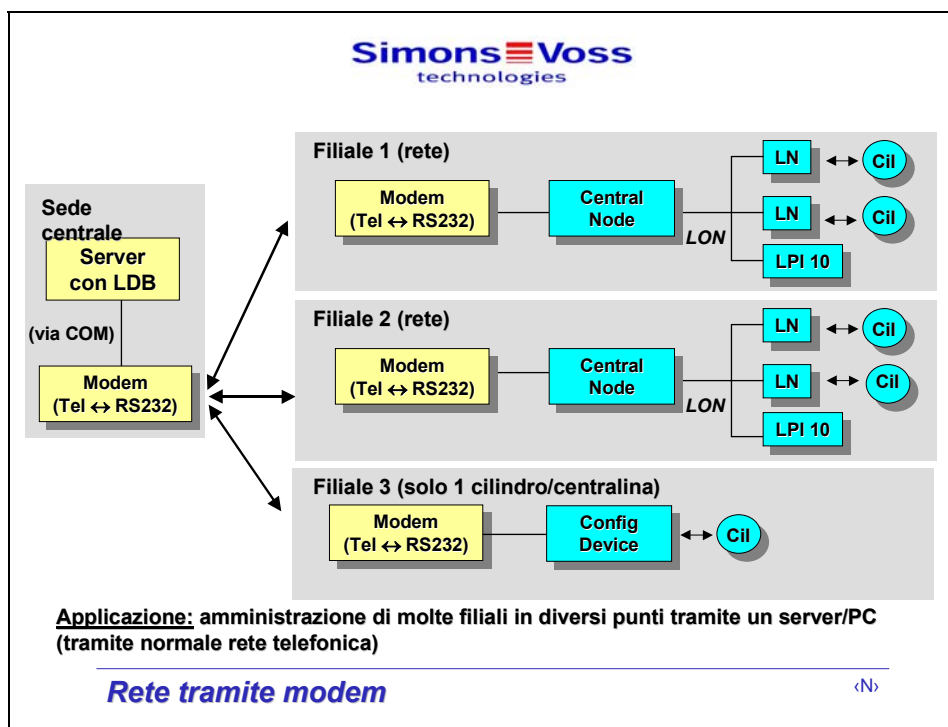 Simons Voss
technologies
Sede
centrale
Server
con LDB
(via COM)
Modem
(Tel ↔ RS232)
Filiale 1 (rete)
Modem
(Tel ↔ RS232)
Central
Node
LON
LN
Cil
LN
Cil
LPI 10
Filiale 2 (rete)
Modem
(Tel ↔ RS232)
Central
Node
LON
LN
Cil
LN
Cil
LPI 10
Filiale 3 (solo 1 cilindro/centralina)
Modem
(Tel ↔ RS232)
Config
Device
Cil
Applicazione: amministrazione di molte filiali in diversi punti tramite un server/PC
(tramite normale rete telefonica)
Rete tramite modem
‹N›